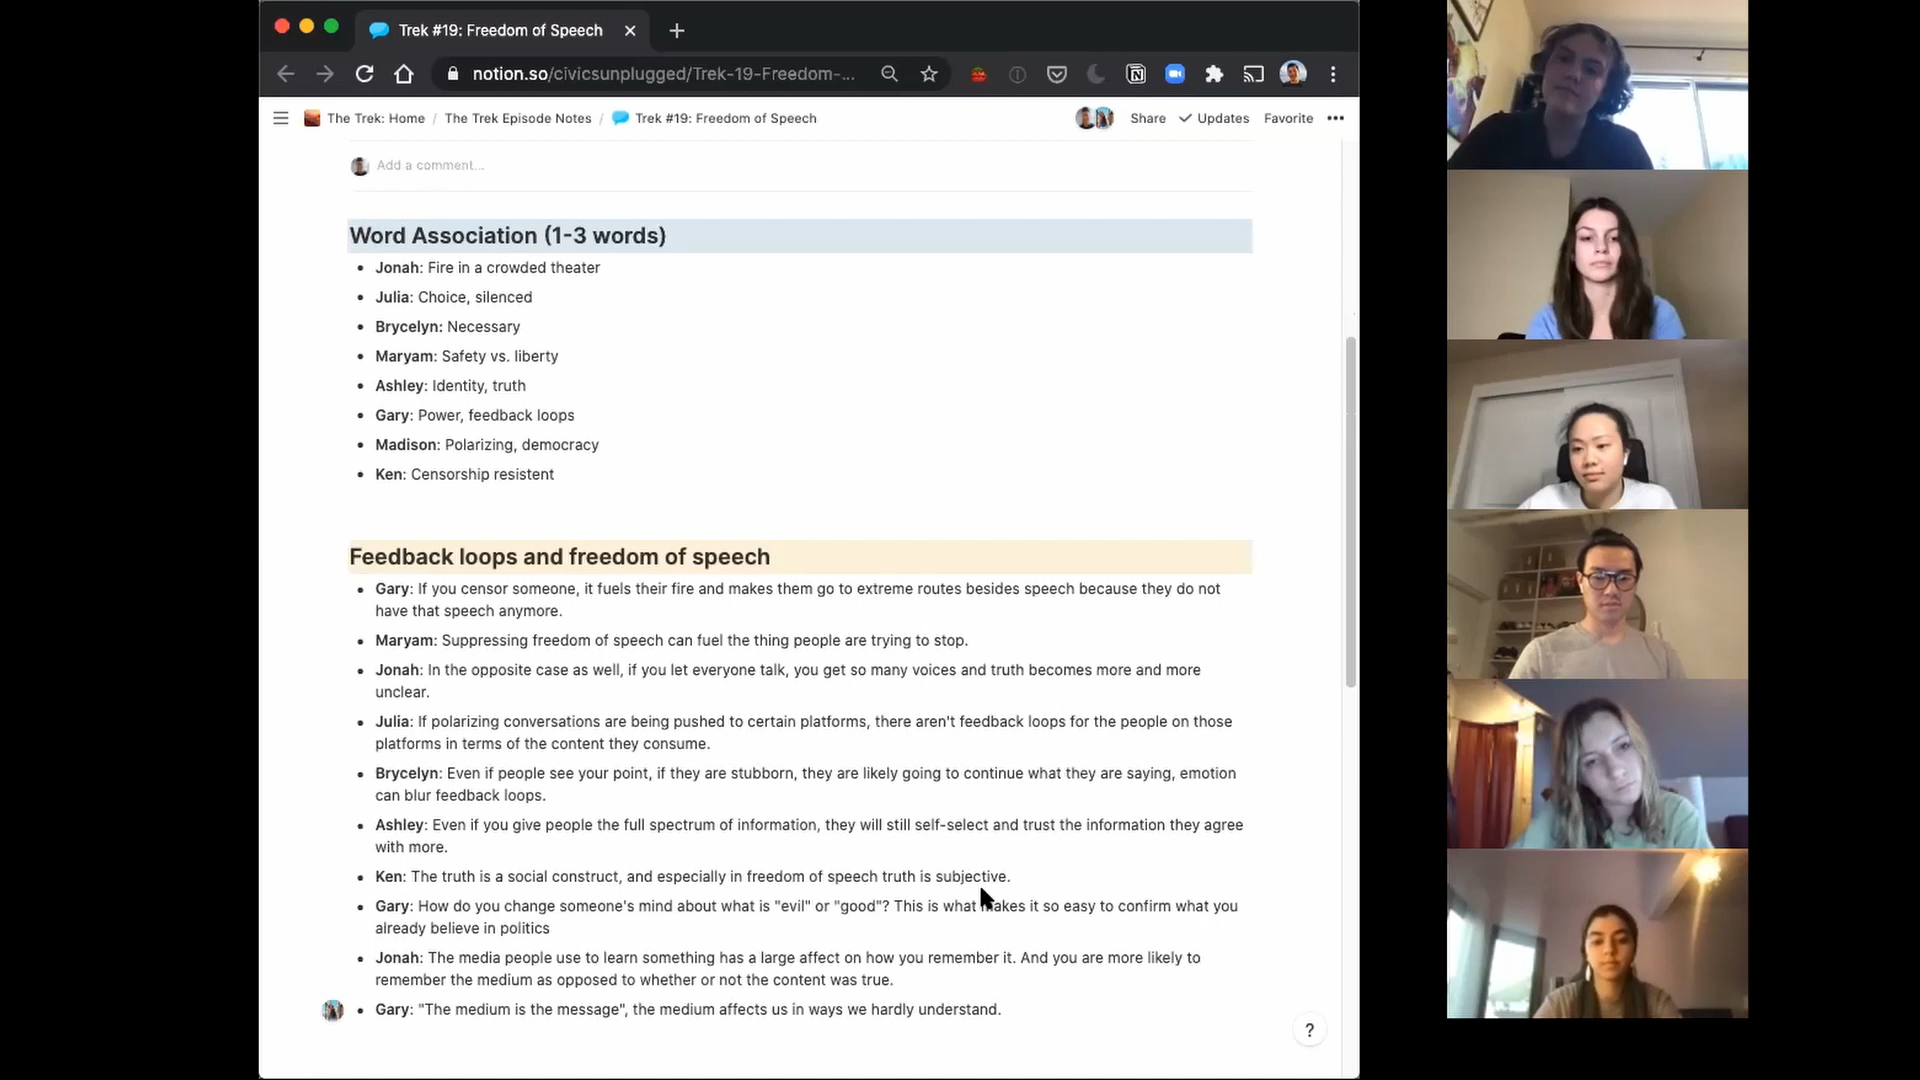 Trek #19: Freedom of Speech
notion.so/civicsunplugged/Trek-19-Freedom-...
The Trek: Home / The Trek Episode Notes / Trek #19: Freedom of Speech
Share Updates Favorite
Add a comment...
Word Association (1-3 words)
Jonah: Fire in a crowded theater
Julia: Choice, silenced
Brycelyn: Necessary
Maryam: Safety vs. liberty
Ashley: Identity, truth
Gary: Power, feedback loops
Madison: Polarizing, democracy
Ken: Censorship resistent
Feedback loops and freedom of speech
Gary: If you censor someone, it fuels their fire and makes them go to extreme routes besides speech because they do not
have that speech anymore.
Maryam: Suppressing freedom of speech can fuel the thing people are trying to stop.
Jonah: In the opposite case as well, if you let everyone talk, you get so many voices and truth becomes more and more
unclear.
Julia: If polarizing conversations are being pushed to certain platforms, there aren't feedback loops for the people on those
platforms in terms of the content they consume.
Brycelyn: Even if people see your point, if they are stubborn, they are likely going to continue what they are saying, emotion
can blur feedback loops.
Ashley: Even if you give people the full spectrum of information, they will still self-select and trust the information they agree
with more.
Ken: The truth is a social construct, and especially in freedom of speech truth is subjective.
Gary: How do you change someone's mind about what is "evil" or "good"? This is what makes it so easy to confirm what you
already believe in politics
Jonah: The media people use to learn something has a large affect on how you remember it. And you are more likely to
remember the medium as opposed to whether or not the content was true.
Gary: "The medium is the message", the medium affects us in ways we hardly understand.
?